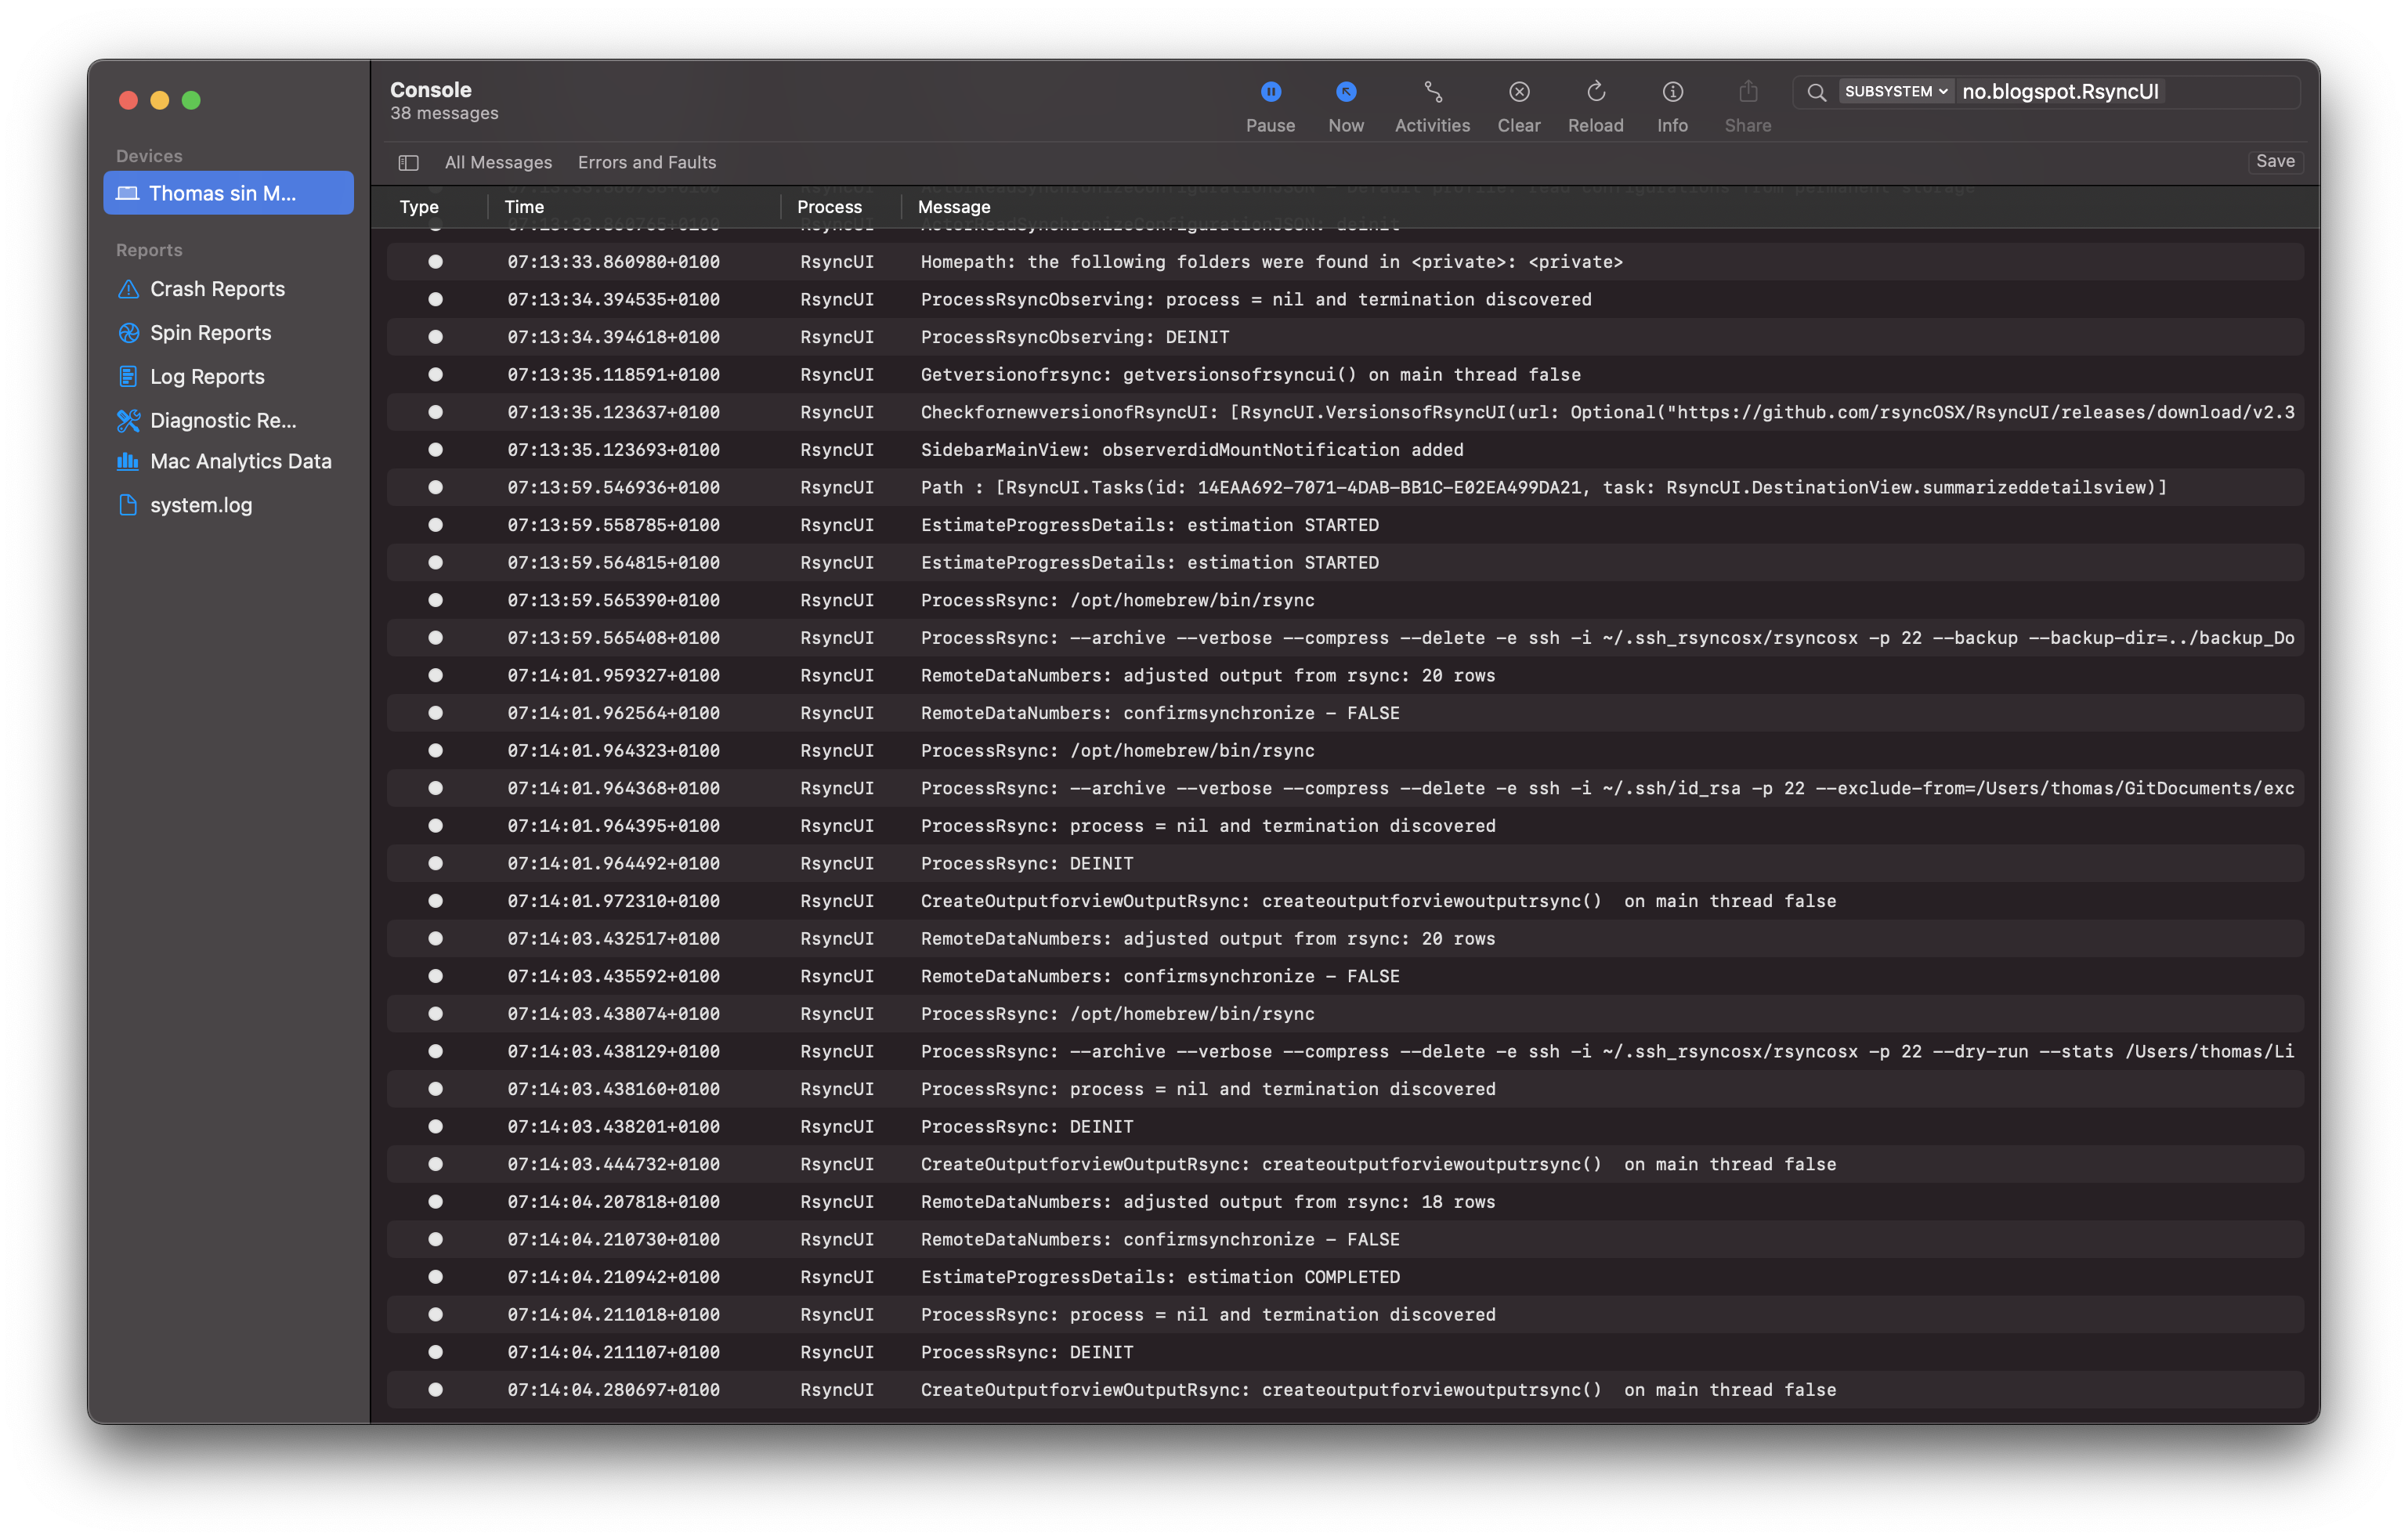 Console
38 messages
Pause
Now
Activities
Clear
Reload
Info
Share
SUBSYSTEM no.blogspot.RsyncUI
All Messages
Errors and Faults
Save
Devices
Thomas sin M...
Reports
Crash Reports
Spin Reports
Log Reports
Diagnostic Re...
Mac Analytics Data
system.log
RsyncUI ActorReadSynchronizeConfigurationJSON - Default profile: read configurations from permanent storage
Type Time Process Message
07:13:33.860765+0100 RsyncUI ActorReadSynchronizeConfigurationJSON: deinit
07:13:33.860980+0100 RsyncUI Homepath: the following folders were found in <private>: <private>
07:13:34.394535+0100 RsyncUI ProcessRsyncObserving: process = nil and termination discovered
07:13:34.394618+0100 RsyncUI ProcessRsyncObserving: DEINIT
07:13:35.118591+0100 RsyncUI Getversionofrsync: getversionsofrsyncui() on main thread false
07:13:35.123637+0100 RsyncUI CheckfornewversionofRsyncUI: [RsyncUI.VersionsofRsyncUI(url: Optional("https://github.com/rsyncOSX/RsyncUI/releases/download/v2.3
07:13:35.123693+0100 RsyncUI SidebarMainView: observerdidMountNotification added
07:13:59.546936+0100 RsyncUI Path : [RsyncUI.Tasks(id: 14EAA692-7071-4DAB-BB1C-E02EA499DA21, task: RsyncUI.DestinationView.summarizeddetailsview)]
07:13:59.558785+0100 RsyncUI EstimateProgressDetails: estimation STARTED
07:13:59.564815+0100 RsyncUI EstimateProgressDetails: estimation STARTED
07:13:59.565390+0100 RsyncUI ProcessRsync: /opt/homebrew/bin/rsync
07:13:59.565408+0100 RsyncUI ProcessRsync: --archive --verbose --compress --delete -e ssh -i ~/.ssh_rsyncosx/rsyncosx -p 22 --backup --backup-dir=../backup_Do
07:14:01.959327+0100 RsyncUI RemoteDataNumbers: adjusted output from rsync: 20 rows
07:14:01.962564+0100 RsyncUI RemoteDataNumbers: confirmsynchronize - FALSE
07:14:01.964323+0100 RsyncUI ProcessRsync: /opt/homebrew/bin/rsync
07:14:01.964368+0100 RsyncUI ProcessRsync: --archive --verbose --compress --delete -e ssh -i ~/.ssh/id_rsa -p 22 --exclude-from=/Users/thomas/GitDocuments/exc
07:14:01.964395+0100 RsyncUI ProcessRsync: process = nil and termination discovered
07:14:01.964492+0100 RsyncUI ProcessRsync: DEINIT
07:14:01.972310+0100 RsyncUI CreateOutputforviewOutputRsync: createoutputforviewoutputrsync()  on main thread false
07:14:03.432517+0100 RsyncUI RemoteDataNumbers: adjusted output from rsync: 20 rows
07:14:03.435592+0100 RsyncUI RemoteDataNumbers: confirmsynchronize - FALSE
07:14:03.438074+0100 RsyncUI ProcessRsync: /opt/homebrew/bin/rsync
07:14:03.438129+0100 RsyncUI ProcessRsync: --archive --verbose --compress --delete -e ssh -i ~/.ssh_rsyncosx/rsyncosx -p 22 --dry-run --stats /Users/thomas/Li
07:14:03.438160+0100 RsyncUI ProcessRsync: process = nil and termination discovered
07:14:03.438201+0100 RsyncUI ProcessRsync: DEINIT
07:14:03.444732+0100 RsyncUI CreateOutputforviewOutputRsync: createoutputforviewoutputrsync()  on main thread false
07:14:04.207818+0100 RsyncUI RemoteDataNumbers: adjusted output from rsync: 18 rows
07:14:04.210730+0100 RsyncUI RemoteDataNumbers: confirmsynchronize - FALSE
07:14:04.210942+0100 RsyncUI EstimateProgressDetails: estimation COMPLETED
07:14:04.211018+0100 RsyncUI ProcessRsync: process = nil and termination discovered
07:14:04.211107+0100 RsyncUI ProcessRsync: DEINIT
07:14:04.280697+0100 RsyncUI CreateOutputforviewOutputRsync: createoutputforviewoutputrsync()  on main thread false